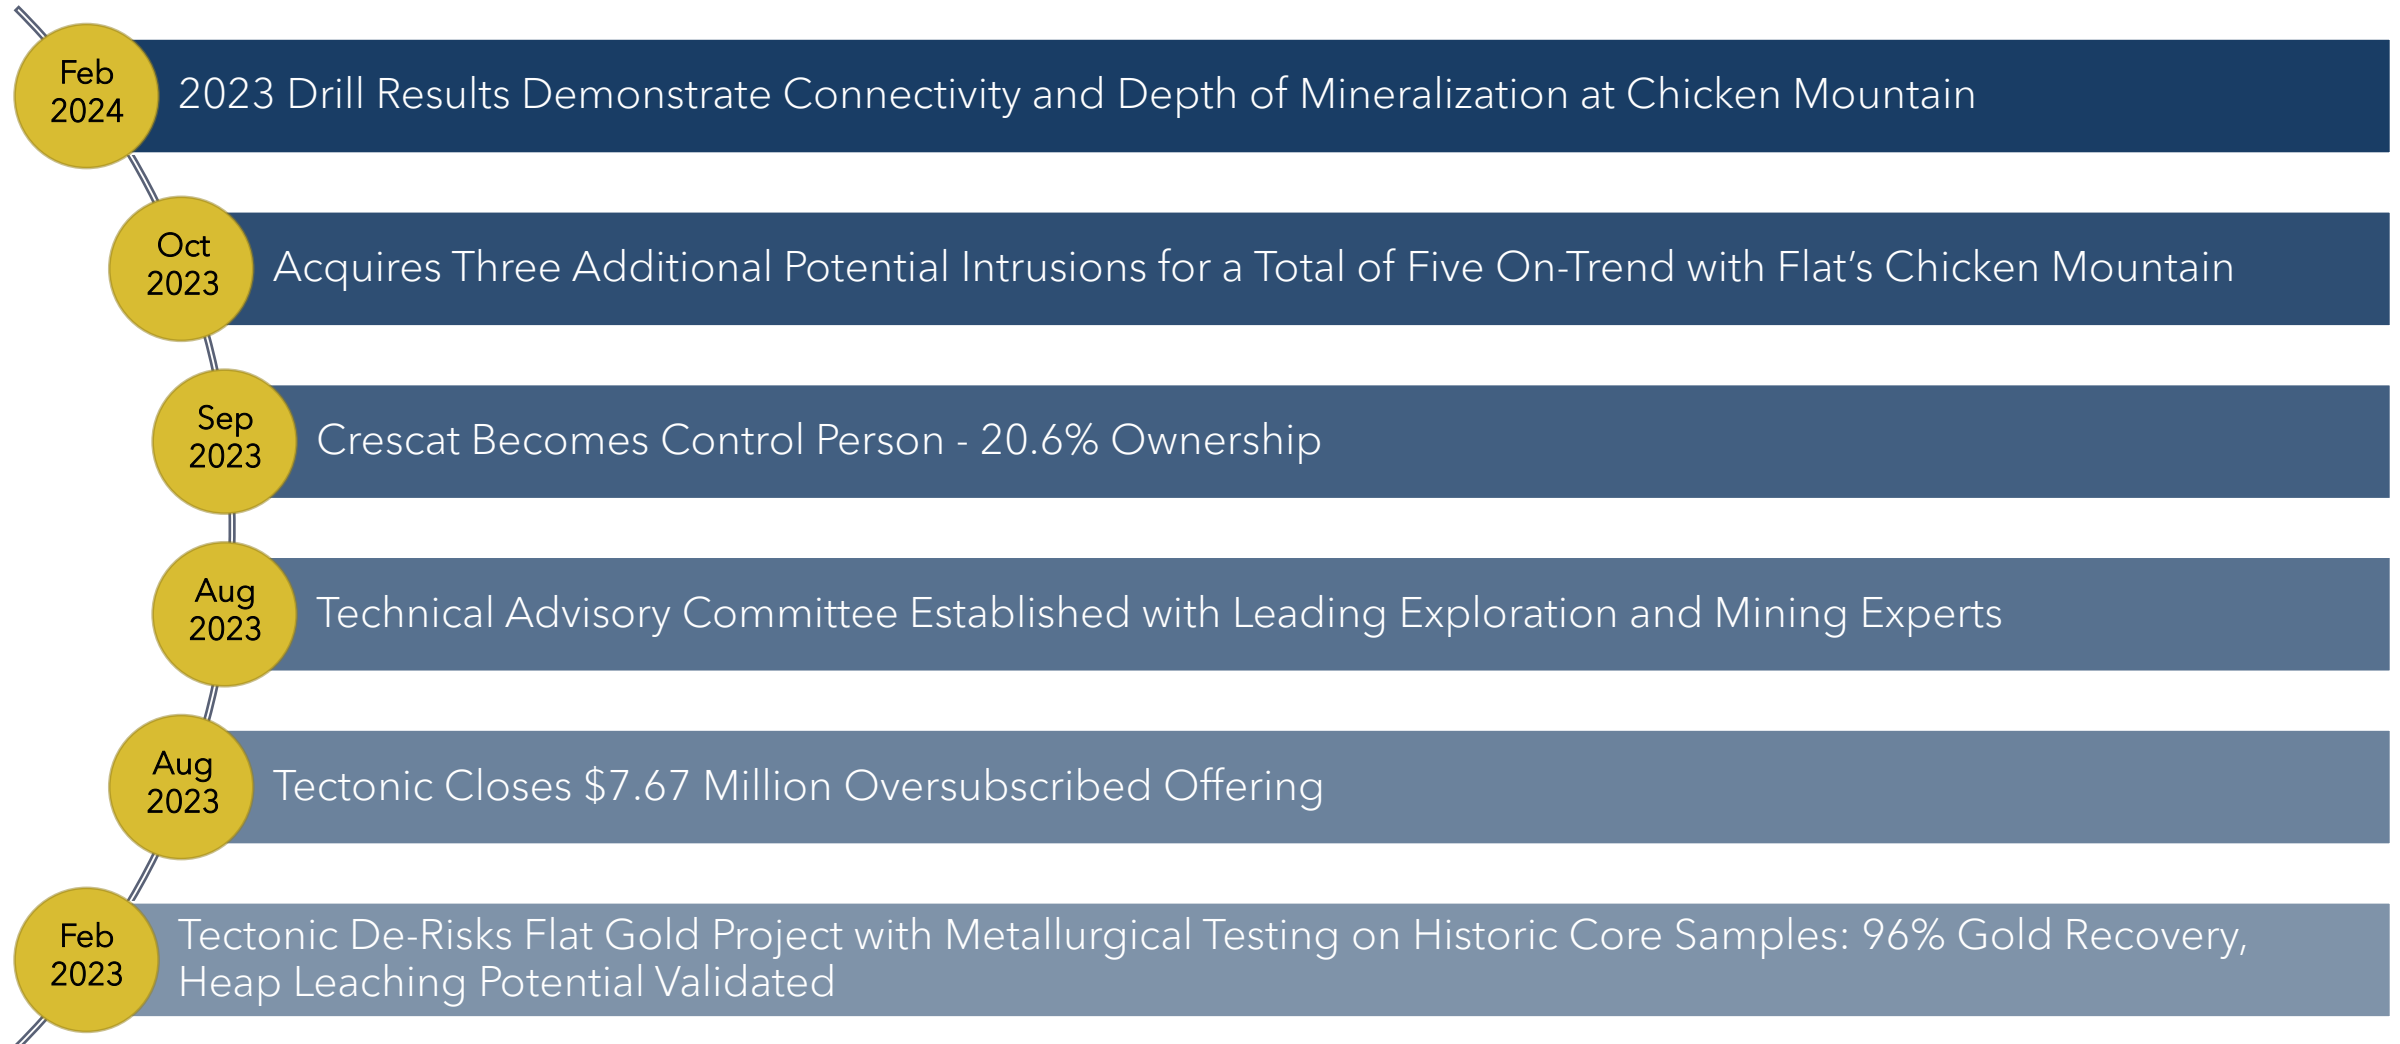 Feb
2024
2023 Drill Results Demonstrate Connectivity and Depth of Mineralization at Chicken Mountain
Oct
2023
Acquires Three Additional Potential Intrusions for a Total of Five On-Trend with Flat’s Chicken Mountain
Sep
2023
Crescat Becomes Control Person - 20.6% Ownership
Aug
2023
Technical Advisory Committee Established with Leading Exploration and Mining Experts
Aug
2023
Tectonic Closes $7.67 Million Oversubscribed Offering
Feb
2023
Tectonic De-Risks Flat Gold Project with Metallurgical Testing on Historic Core Samples: 96% Gold Recovery,
Heap Leaching Potential Validated